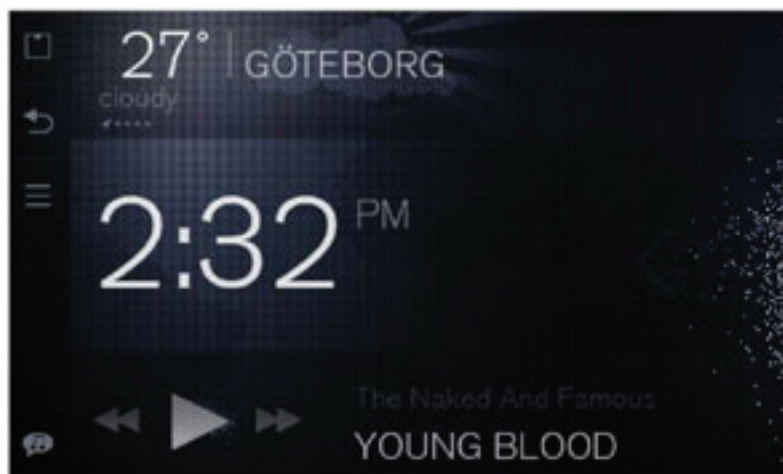 27° | GÖTEBORG
cloudy
2:32 PM
The Naked And Famous
YOUNG BLOOD